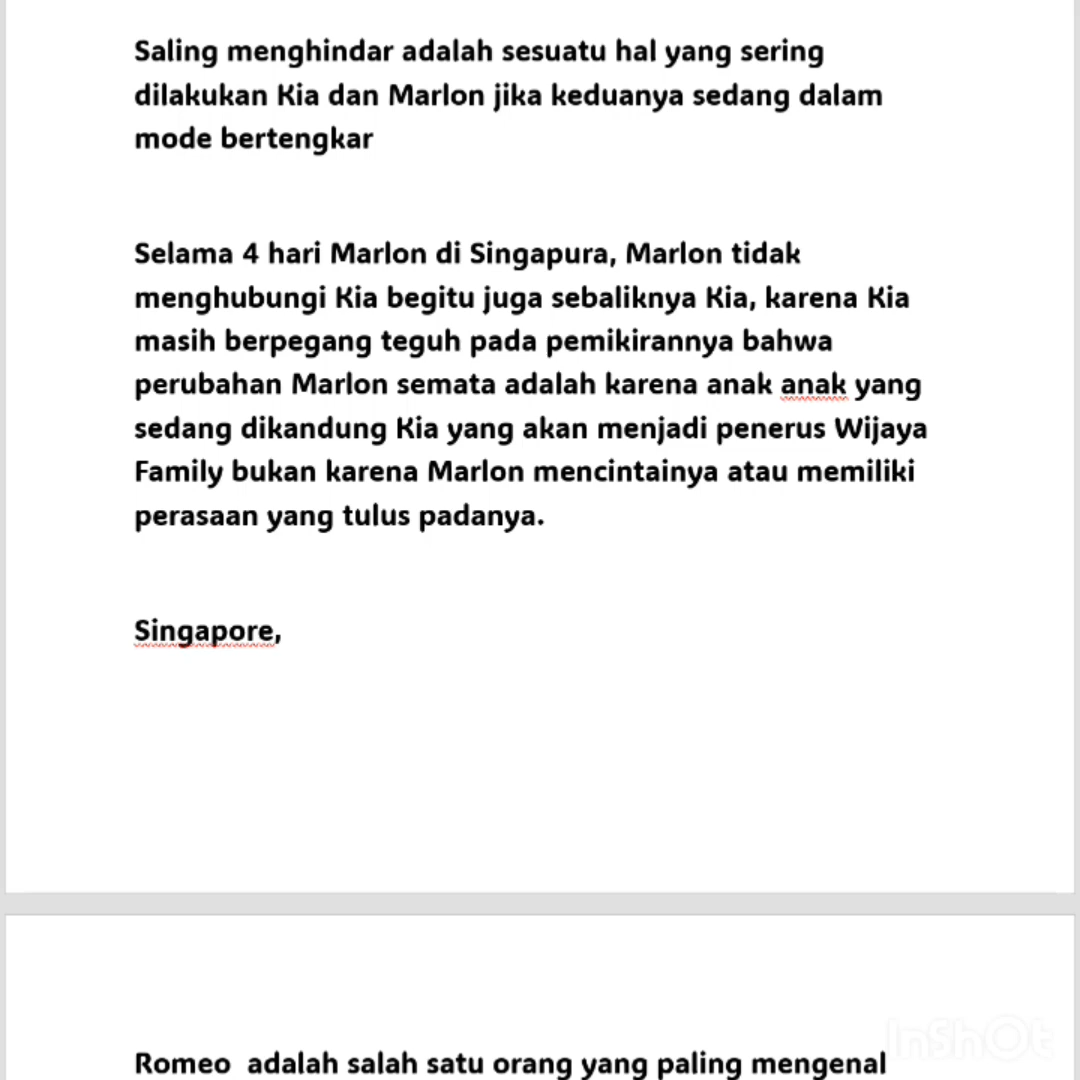 Saling menghindar adalah sesuatu hal yang sering
dilakukan Kia dan Marlon jika keduanya sedang dalam
mode bertengkar
Selama 4 hari Marlon di Singapura, Marlon tidak
menghubungi Kia begitu juga sebaliknya Kia, karena Kia
masih berpegang teguh pada pemikirannya bahwa
perubahan Marlon semata adalah karena anak anak yang
sedang dikandung Kia yang akan menjadi penerus Wijaya
Family bukan karena Marlon mencintainya atau memiliki
perasaan yang tulus padanya.
Singapore,
InShOt
Romeo  adalah salah satu orang yang paling mengenal